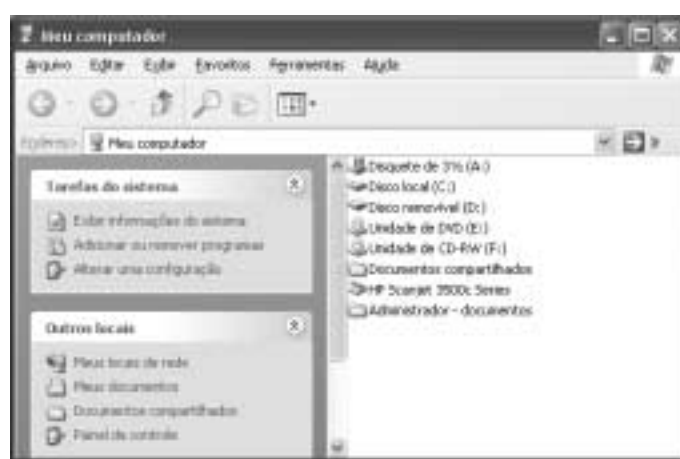 Meu computador
Arquivo Editar Exibir Favoritos Ferramentas Ajuda
Endereço Meu computador
Tarefas do sistema
Exibir informações do sistema
Adicionar ou remover programas
Alterar uma configuração
Outros locais
Meus locais de rede
Meus documentos
Documentos compartilhados
Painel de controle
Disquete de 3½ (A:)
Disco local (C:)
Disco removível (D:)
Unidade de DVD (E:)
Unidade de CD-RW (F:)
Documentos compartilhados
HP Scanjet 3500c Series
Administrador - documentos